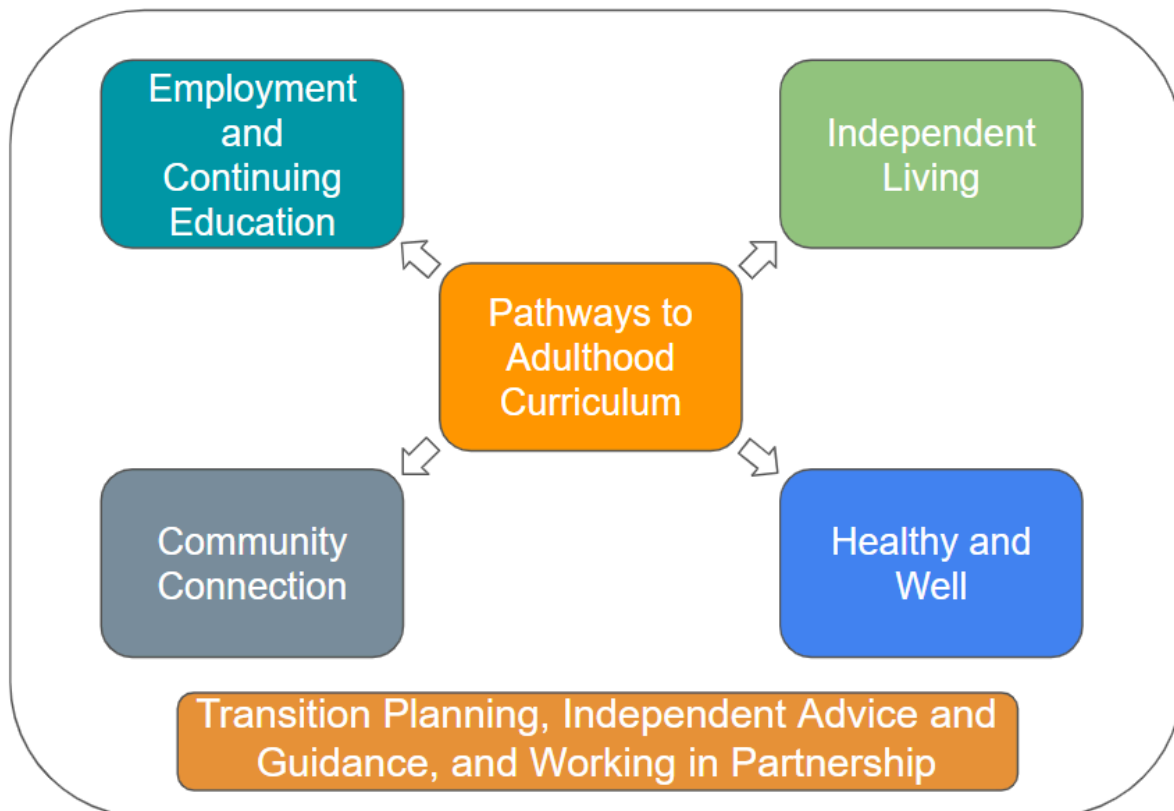 Employment
and
Continuing
Education
Independent
Living
Pathways to
Adulthood
Curriculum
Community
Connection
Healthy and
Well
Transition Planning, Independent Advice and
Guidance, and Working in Partnership